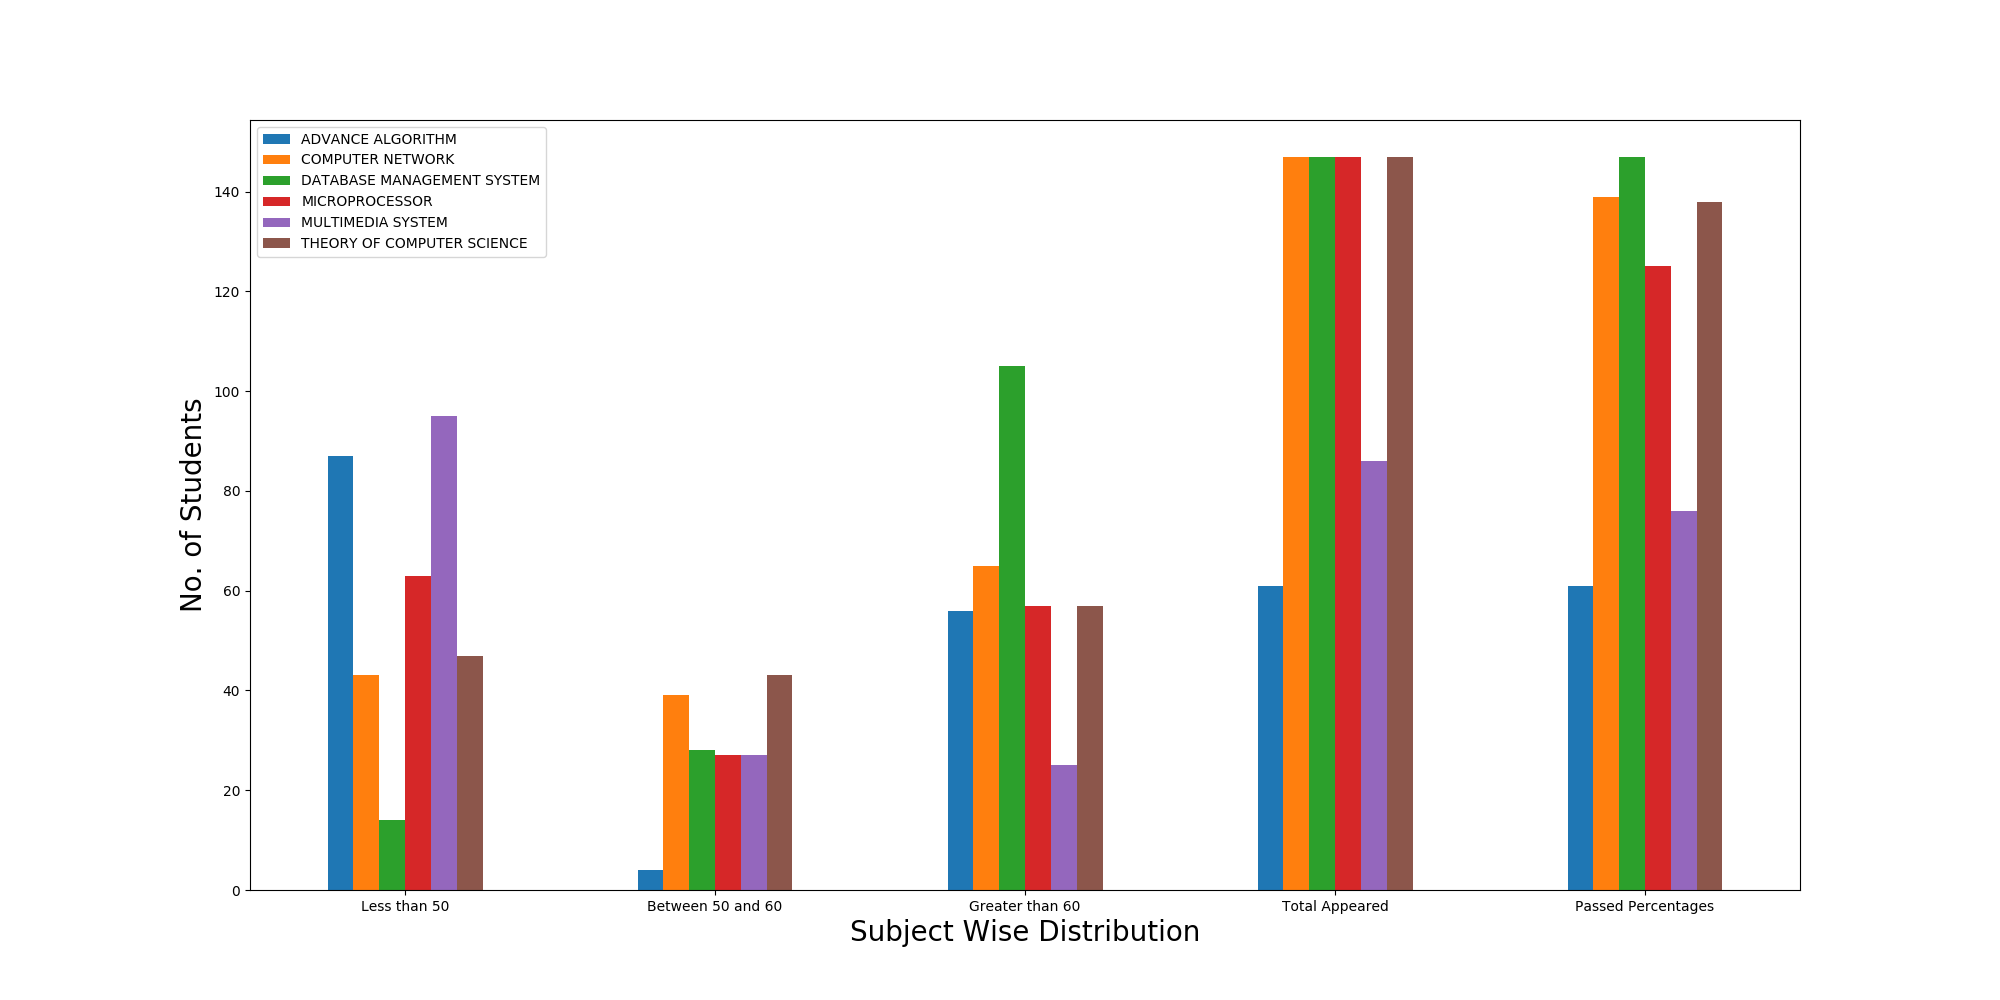 ADVANCE ALGORITHM
COMPUTER NETWORK
DATABASE MANAGEMENT SYSTEM
MICROPROCESSOR
MULTIMEDIA SYSTEM
THEORY OF COMPUTER SCIENCE
No. of Students
140
120
100
80
60
40
20
0
Less than 50 Between 50 and 60 Greater than 60 Total Appeared Passed Percentages
Subject Wise Distribution